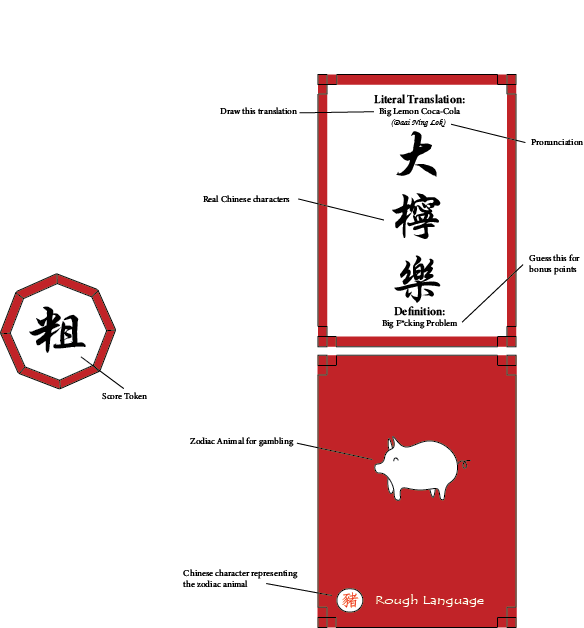 Literal Translation:
Draw this translation
Big Lemon Coca-Cola
(Daai Ning Lok)
Pronunciation
大
Real Chinese characters
檸
Guess this for
bonus points
樂
Definition:
Big F*cking Problem
粗
Score Token
Zodiac Animal for gambling
Chinese character representing
the zodiac animal
豬
Rough Language